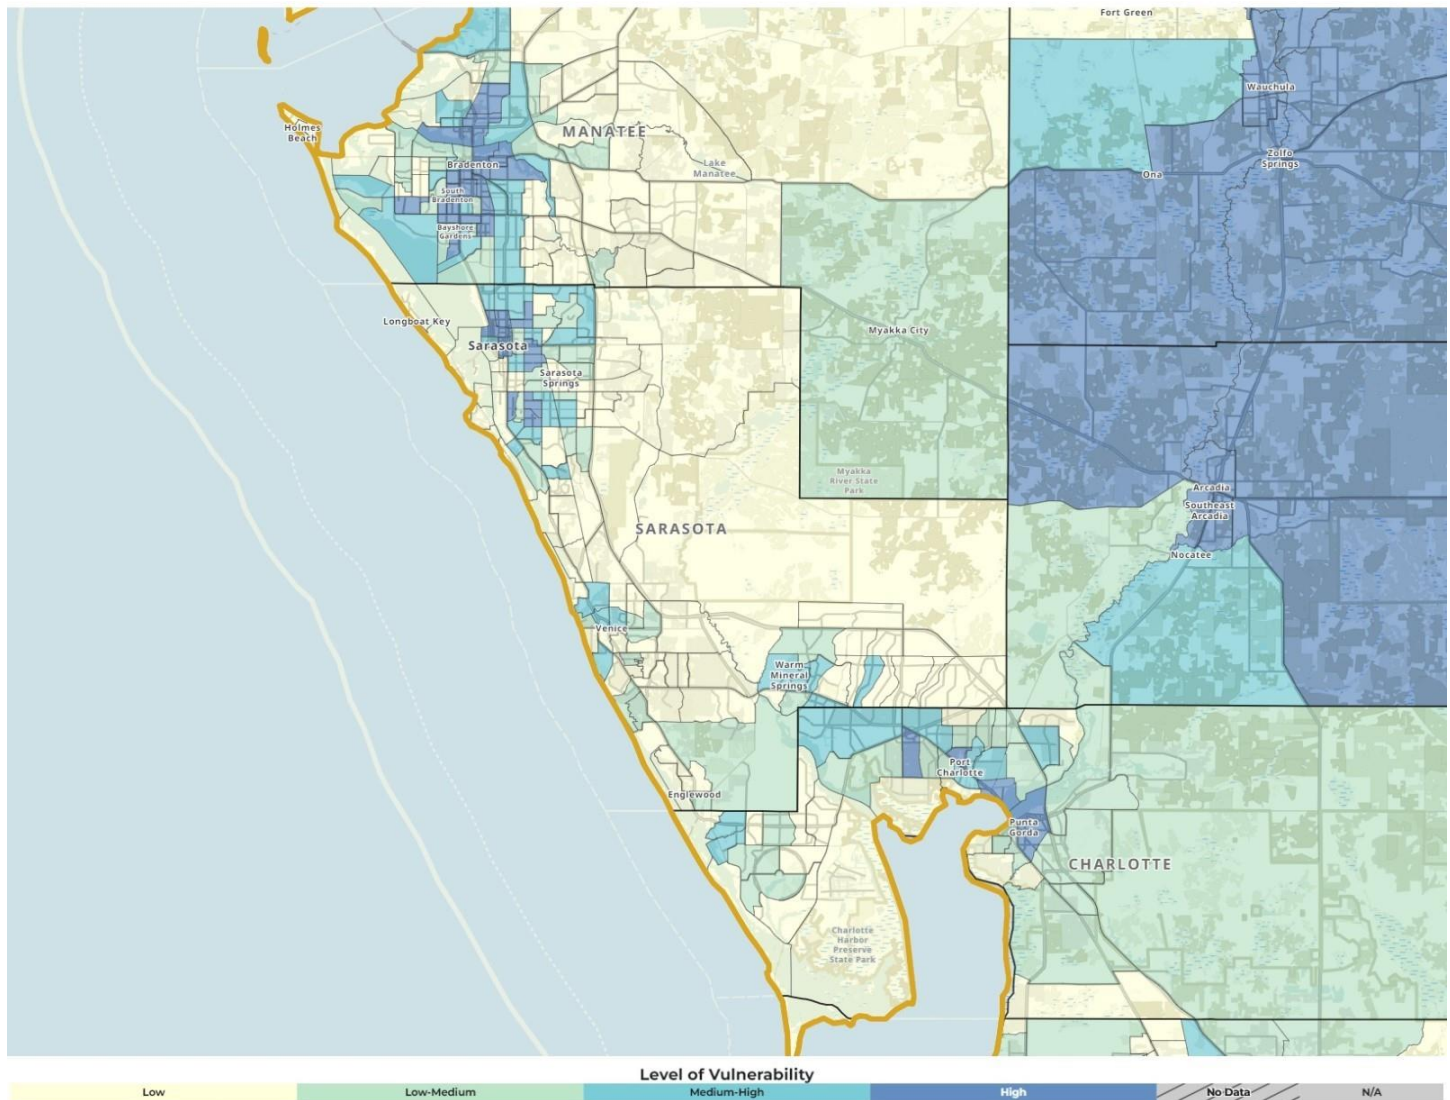 Fort Green
Wauchula
Holmes
Beach
MANATEE
Lake
Manatee
Zolfo
Springs
Bradenton
Ona
South
Bradenton
Bayshore
Gardens
Longboat Key
Myakka City
Sarasota
Sarasota
Springs
Myakka
River State
Park
Arcadia
Southeast
Arcadia
SARASOTA
Nocatee
Venice
Warm
Mineral
Springs
Port
Charlotte
Englewood
Punta
Gorda
CHARLOTTE
Charlotte
Harbor
Preserve
State Park
Level of Vulnerability
Low
Low-Medium
Medium-High
High
No Data
N/A